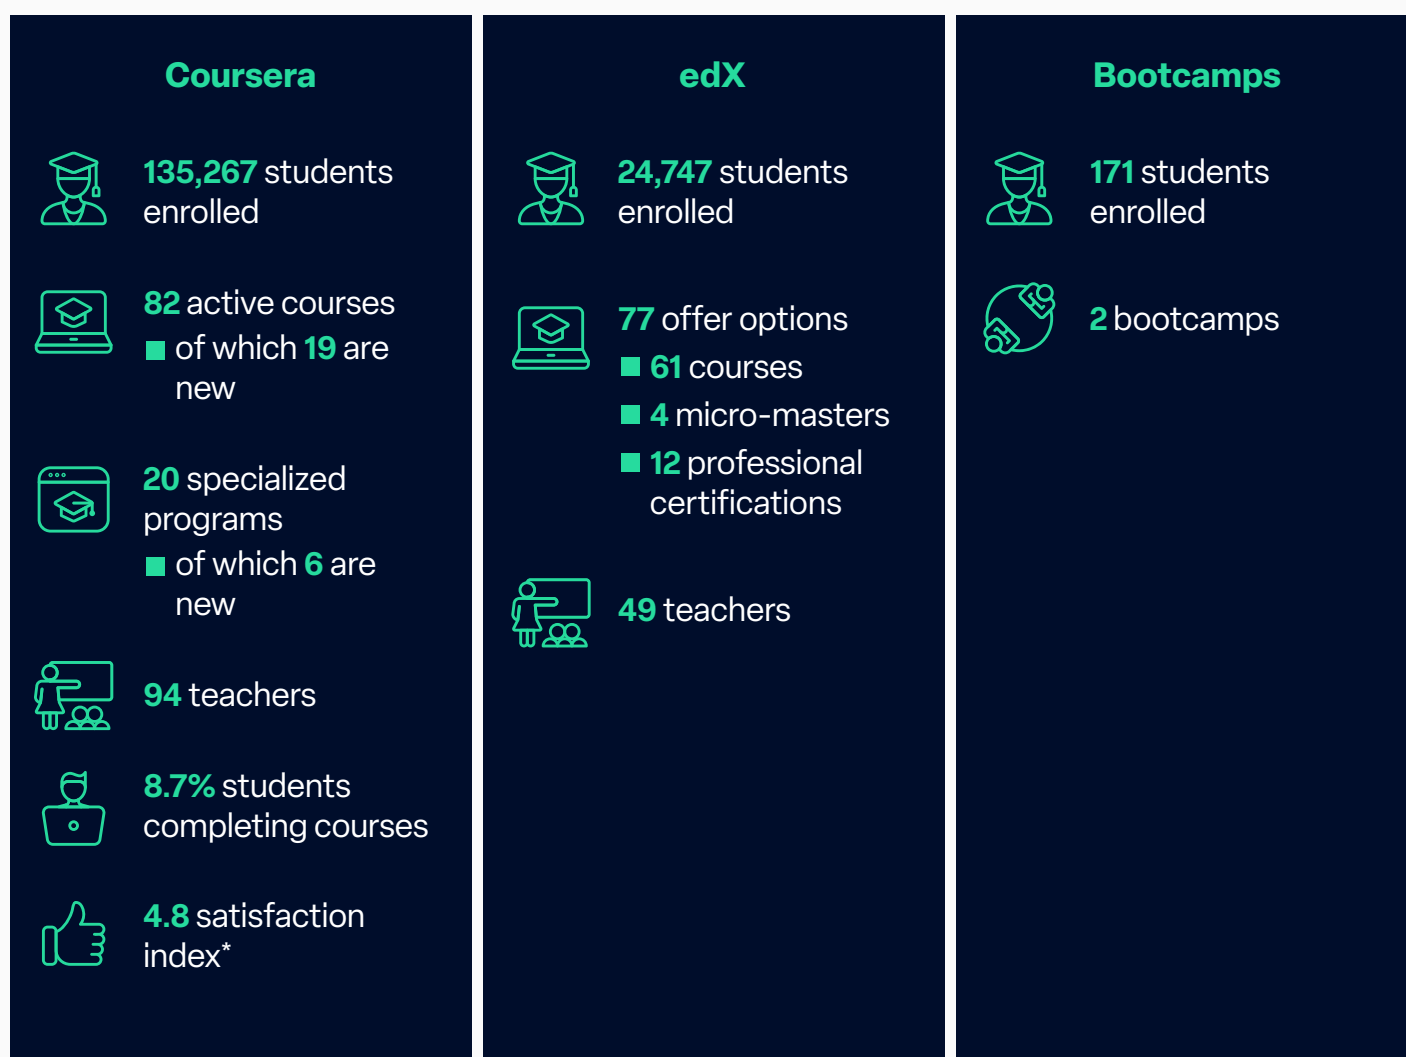 Coursera
135,267 students
enrolled
82 active courses
of which 19 are
new
20 specialized
programs
of which 6 are
new
94 teachers
8.7% students
completing courses
4.8 satisfaction
index*
edX
24,747 students
enrolled
77 offer options
61 courses
4 micro-masters
12 professional
certifications
49 teachers
Bootcamps
171 students
enrolled
2 bootcamps